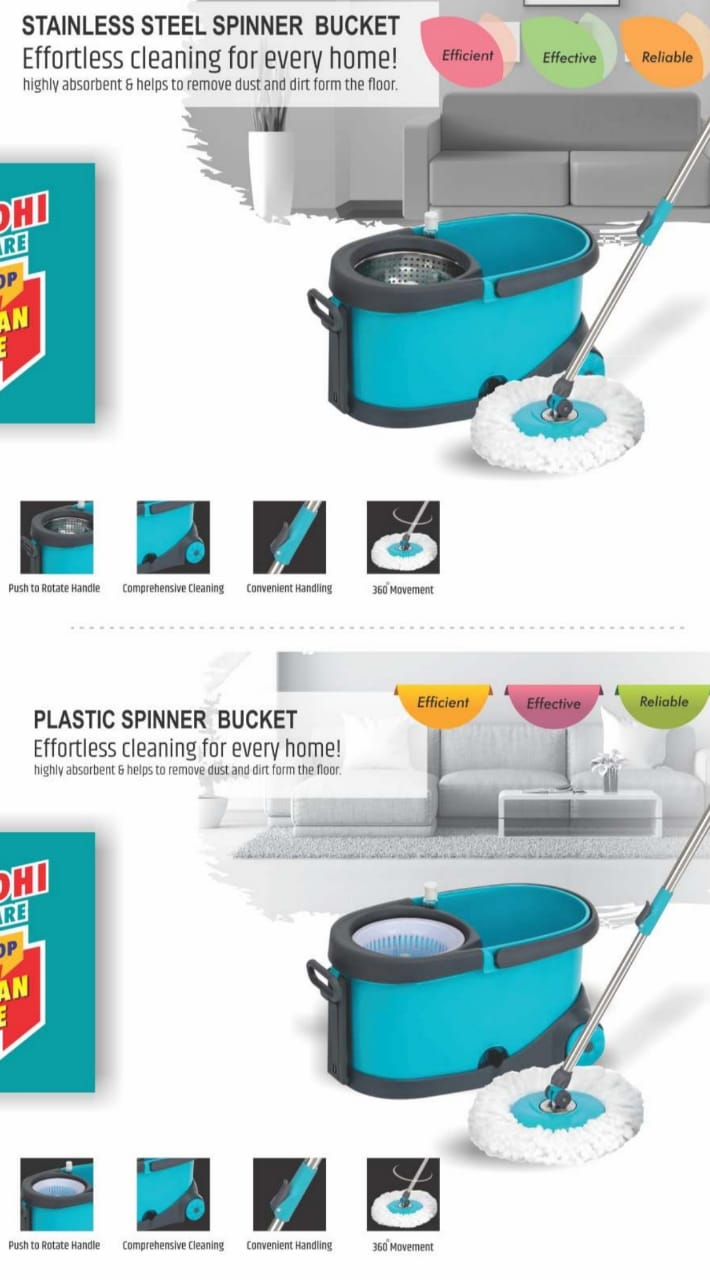 STAINLESS STEEL SPINNER BUCKET
Effortless cleaning for every home!
highly absorbent & helps to remove dust and dirt form the floor.
Efficient
Effective
Reliable
Push to Rotate Handle
Comprehensive Cleaning
Convenient Handling
360° Movement
PLASTIC SPINNER BUCKET
Effortless cleaning for every home!
highly absorbent & helps to remove dust and dirt form the floor.
Efficient
Effective
Reliable
Push to Rotate Handle
Comprehensive Cleaning
Convenient Handling
360° Movement